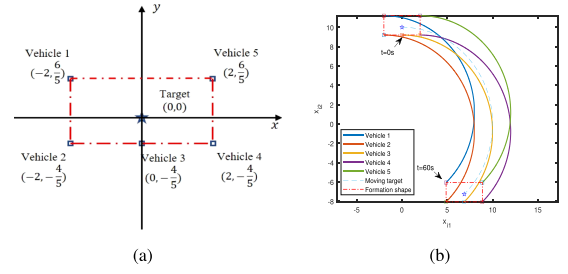 y
Vehicle 1
(−2, 6/5)
Vehicle 5
(2, 6/5)
Target
(0,0)
x
Vehicle 2
(−2, −4/5)
Vehicle 3
(0, −4/5)
Vehicle 4
(2, −4/5)
(a)
10
8
6
4
2
0
-2
-4
-6
-8
x_i2
t=0s
t=60s
Vehicle 1
Vehicle 2
Vehicle 3
Vehicle 4
Vehicle 5
Moving target
Formation shape
-5
0
5
10
15
x_i1
(b)